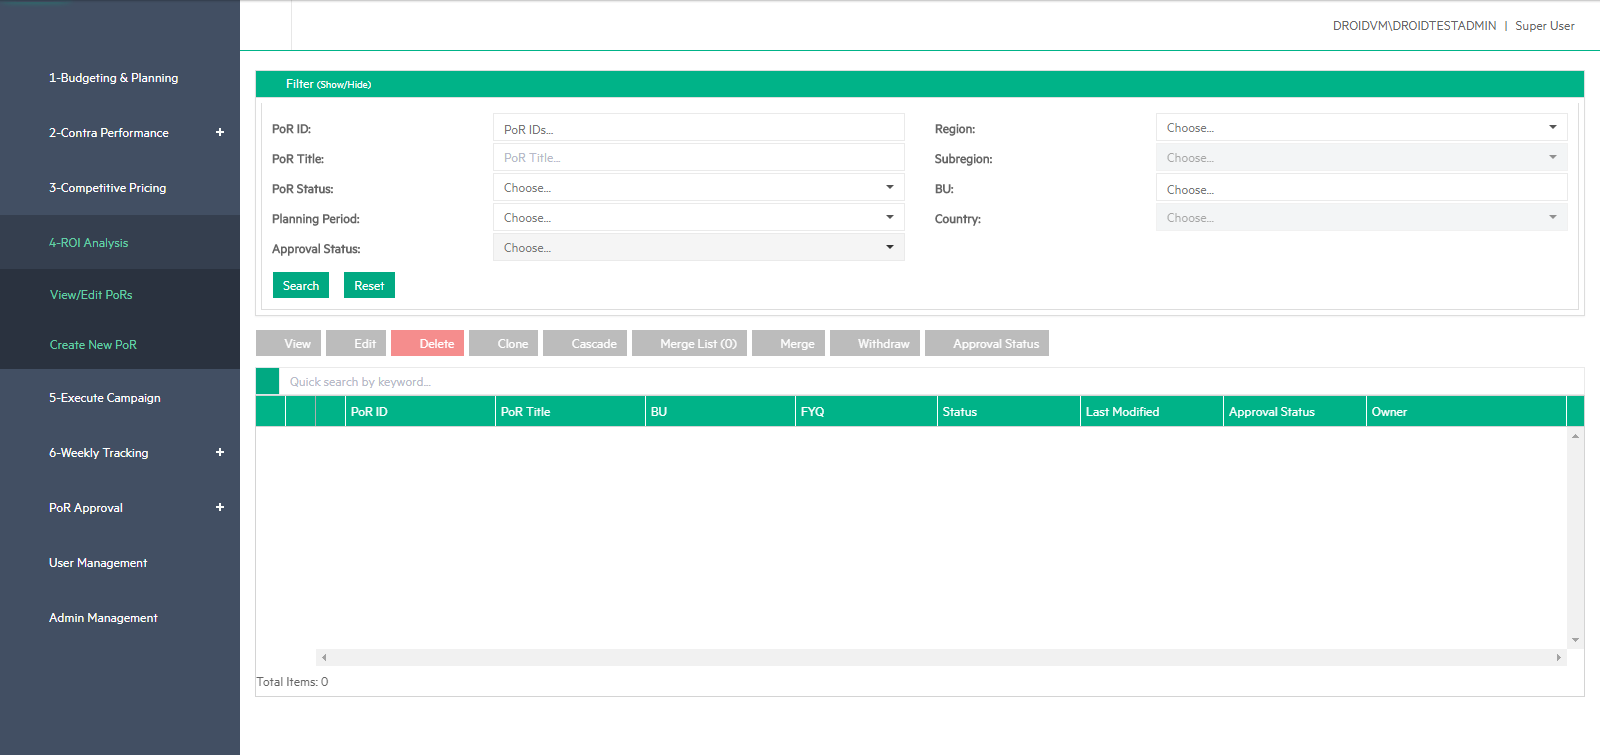 DROIDVM\DROIDTESTADMIN | Super User
1-Budgeting & Planning
2-Contra Performance +
3-Competitive Pricing
4-ROI Analysis
View/Edit PoRs
Create New PoR
5-Execute Campaign
6-Weekly Tracking +
PoR Approval +
User Management
Admin Management
Filter (Show/Hide)
PoR ID: PoR IDs...
PoR Title: PoR Title...
PoR Status: Choose...
Planning Period: Choose...
Approval Status: Choose...
Region: Choose...
Subregion: Choose...
BU: Choose...
Country: Choose...
Search Reset
View Edit Delete Clone Cascade Merge List (0) Merge Withdraw Approval Status
Quick search by keyword...
PoR ID PoR Title BU FYQ Status Last Modified Approval Status Owner
Total Items: 0